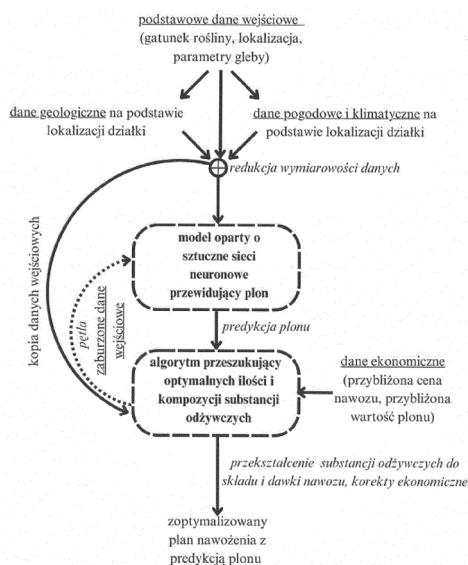 podstawowe dane wejściowe
(gatunek rośliny, lokalizacja,
parametry gleby)
dane geologiczne na podstawie
lokalizacji działki
dane pogodowe i klimatyczne na
podstawie lokalizacji działki
redukcja wymiarowości danych
kopia danych wejściowych
model oparty o
sztuczne sieci
neuronowe
przewidujący plon
pętla
zaburzone dane
wejściowe
predykcja plonu
algorytm przeszukujący
optymalnych ilości i
kompozycji substancji
odżywczych
dane ekonomiczne
(przybliżona cena
nawozu, przybliżona
wartość plonu)
przekształcenie substancji odżywczych do
składu i dawki nawozu, korekty ekonomiczne
zoptymalizowany
plan nawożenia z
predykcją plonu